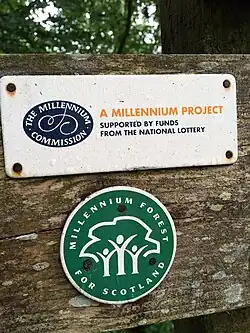 THE MILLENNIUM
COMMISSION
A MILLENNIUM PROJECT
SUPPORTED BY FUNDS
FROM THE NATIONAL LOTTERY
MILLENNIUM FOREST
FOR SCOTLAND